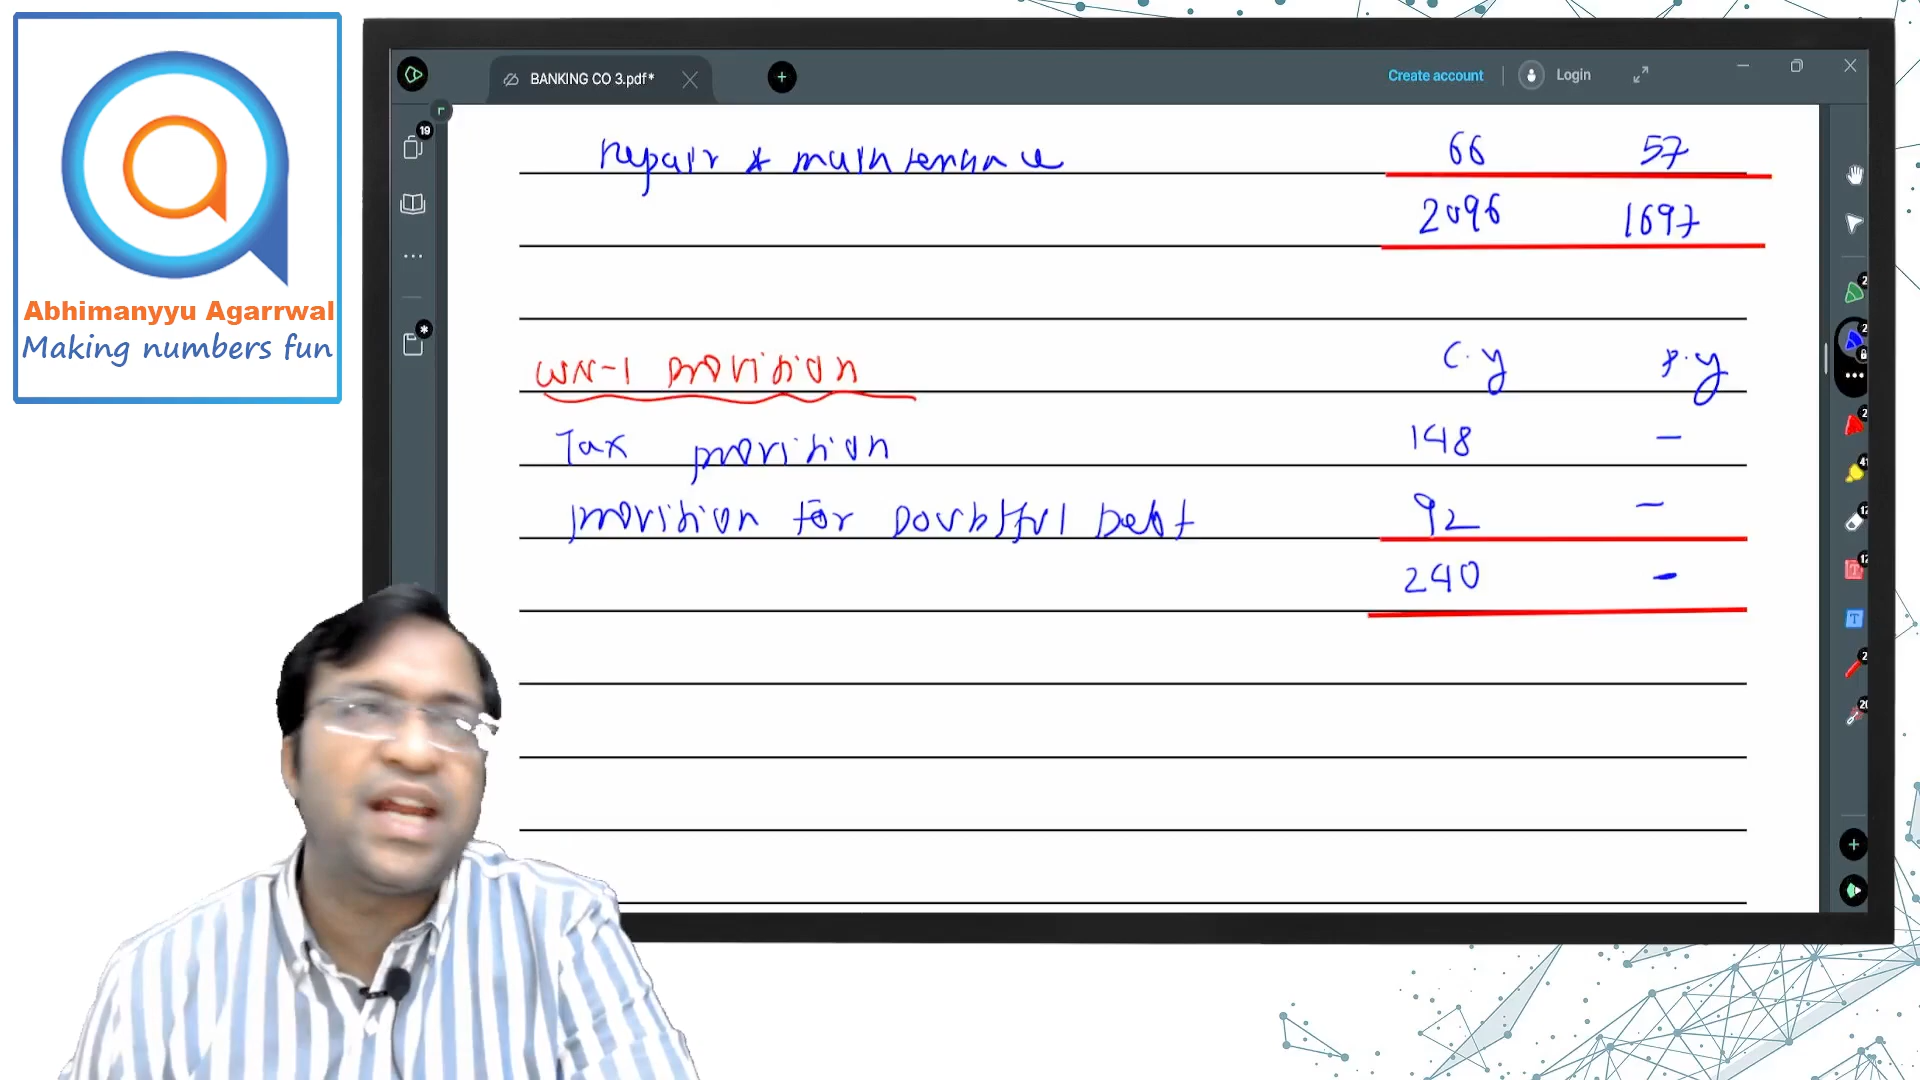 BANKING CO 3.pdf*
Create account
Login
Abhimanyyu Agarrwal
Making numbers fun
repair & maintenance 66 57
2096 1697
WN-1 provision C.y P.y
Tax provision 148 –
provision for Doubtful Debt 92 –
240 –